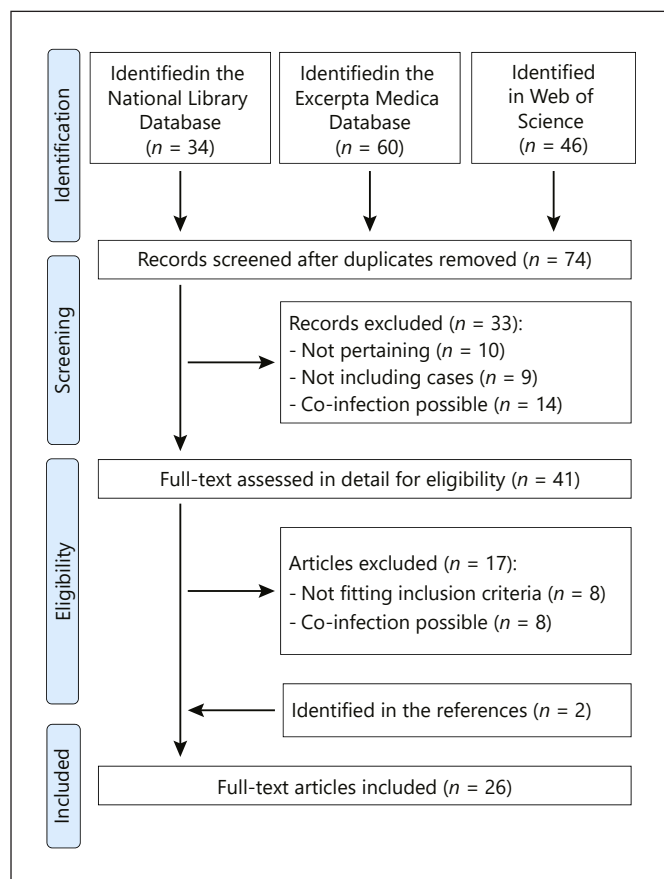 Identification
Identifiedin the
National Library
Database
(n = 34)
Identifiedin the
Excerpta Medica
Database
(n = 60)
Identified
in Web of
Science
(n = 46)
Records screened after duplicates removed (n = 74)
Screening
Records excluded (n = 33):
- Not pertaining (n = 10)
- Not including cases (n = 9)
- Co-infection possible (n = 14)
Full-text assessed in detail for eligibility (n = 41)
Eligibility
Articles excluded (n = 17):
- Not fitting inclusion criteria (n = 8)
- Co-infection possible (n = 8)
Identified in the references (n = 2)
Included
Full-text articles included (n = 26)